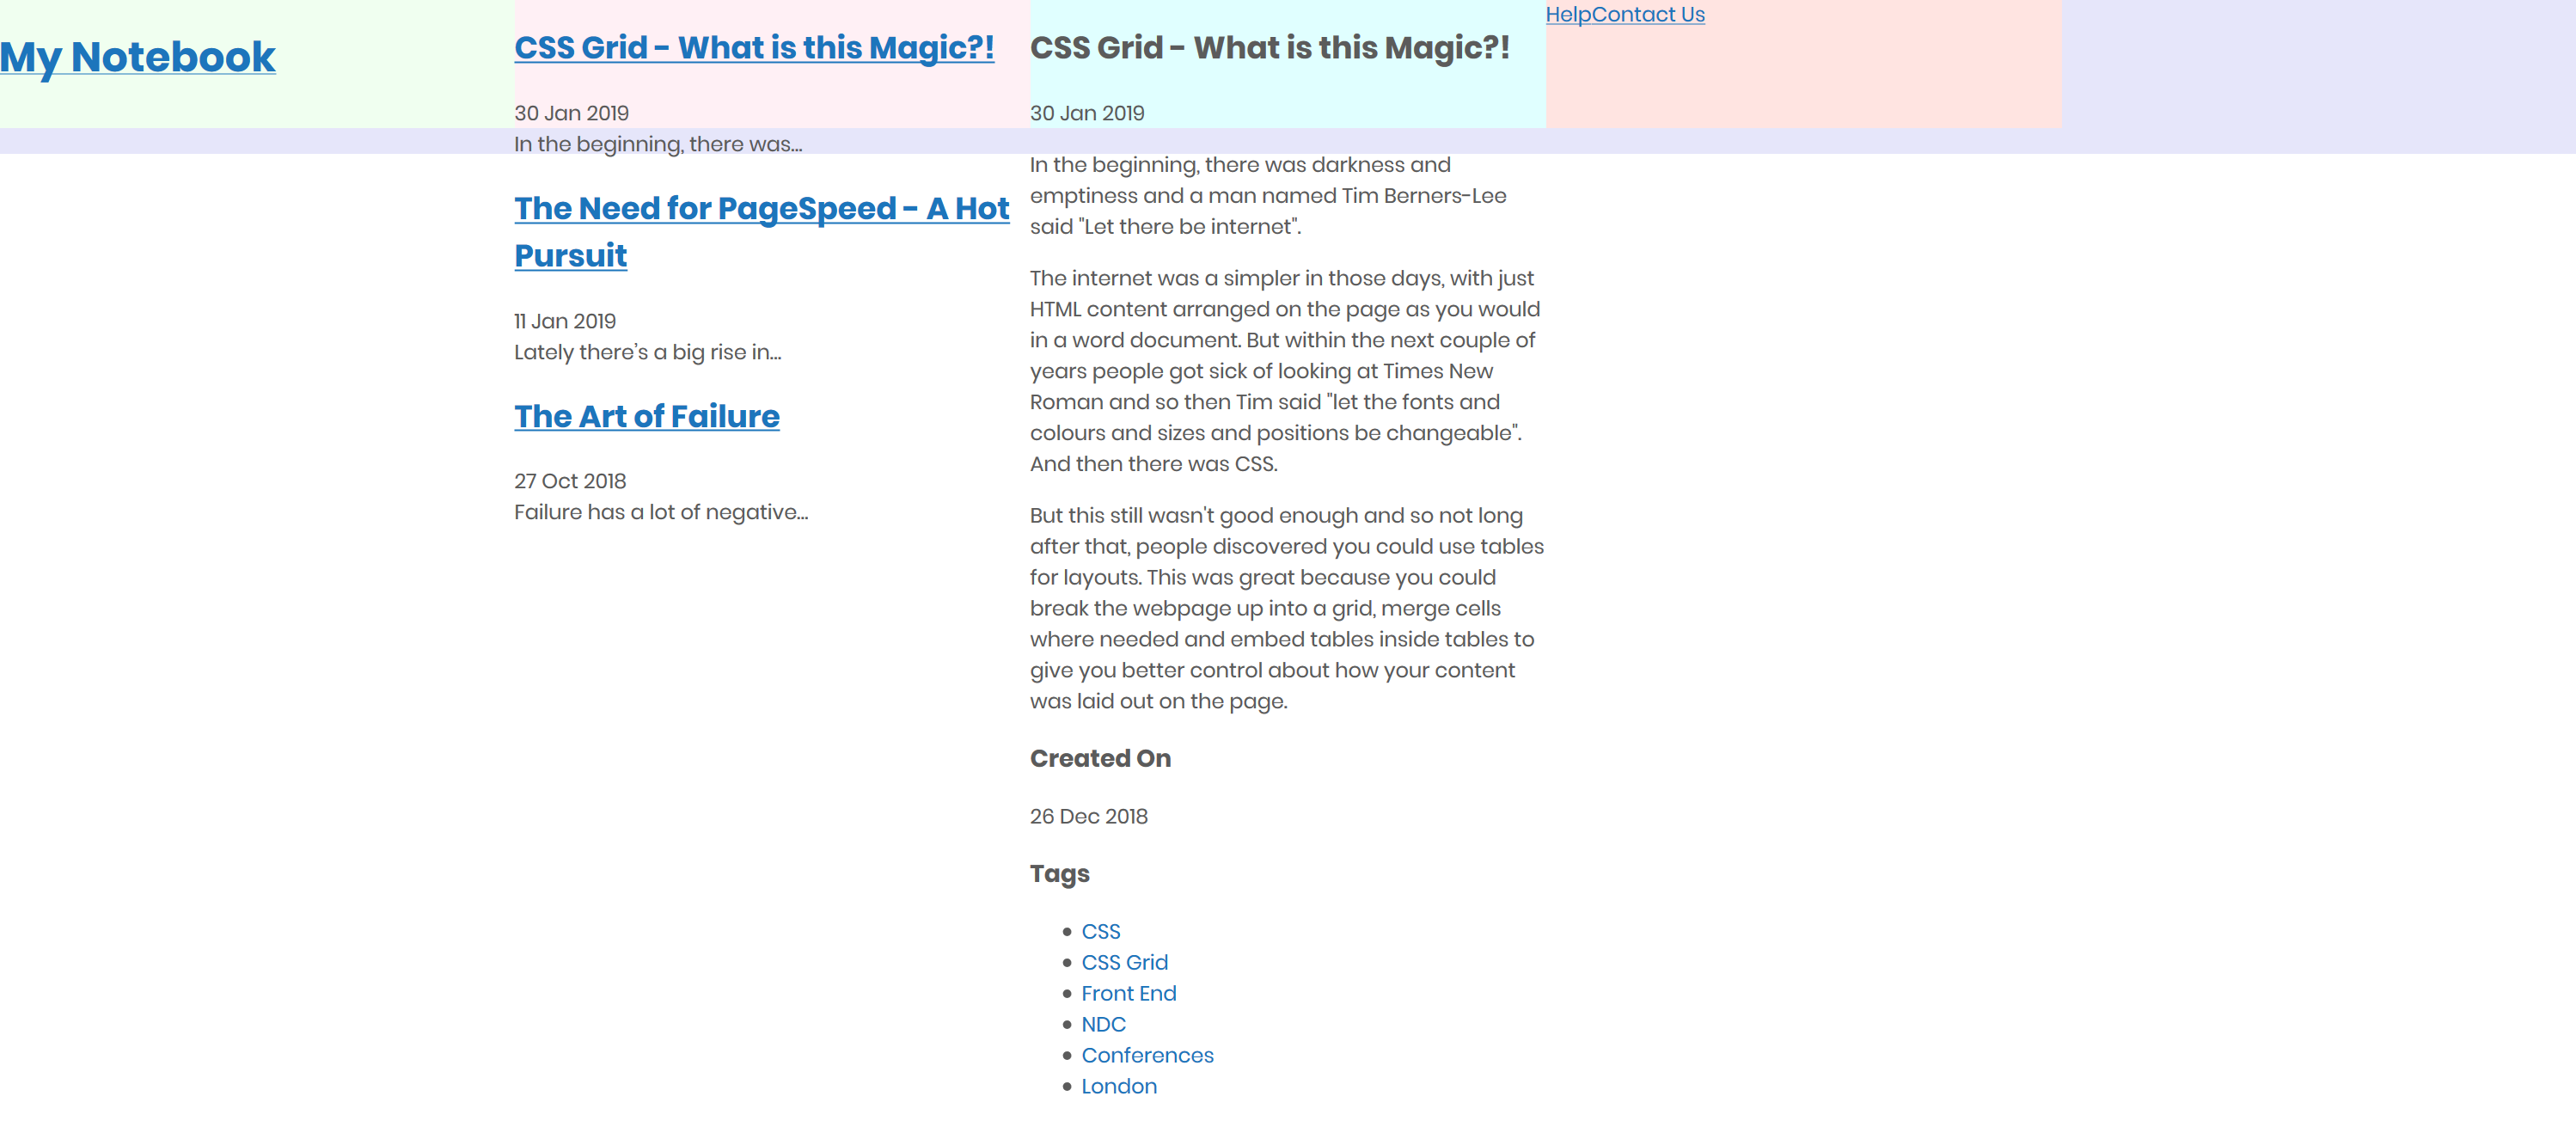 My Notebook
CSS Grid - What is this Magic?!
30 Jan 2019
In the beginning, there was...
The Need for PageSpeed - A Hot
Pursuit
11 Jan 2019
Lately there's a big rise in...
The Art of Failure
27 Oct 2018
Failure has a lot of negative...
CSS Grid - What is this Magic?!
30 Jan 2019
In the beginning, there was darkness and
emptiness and a man named Tim Berners-Lee
said "Let there be internet".
The internet was a simpler in those days, with just
HTML content arranged on the page as you would
in a word document. But within the next couple of
years people got sick of looking at Times New
Roman and so then Tim said "let the fonts and
colours and sizes and positions be changeable".
And then there was CSS.
But this still wasn't good enough and so not long
after that, people discovered you could use tables
for layouts. This was great because you could
break the webpage up into a grid, merge cells
where needed and embed tables inside tables to
give you better control about how your content
was laid out on the page.
Created On
26 Dec 2018
Tags
CSS
CSS Grid
Front End
NDC
Conferences
London
HelpContact Us